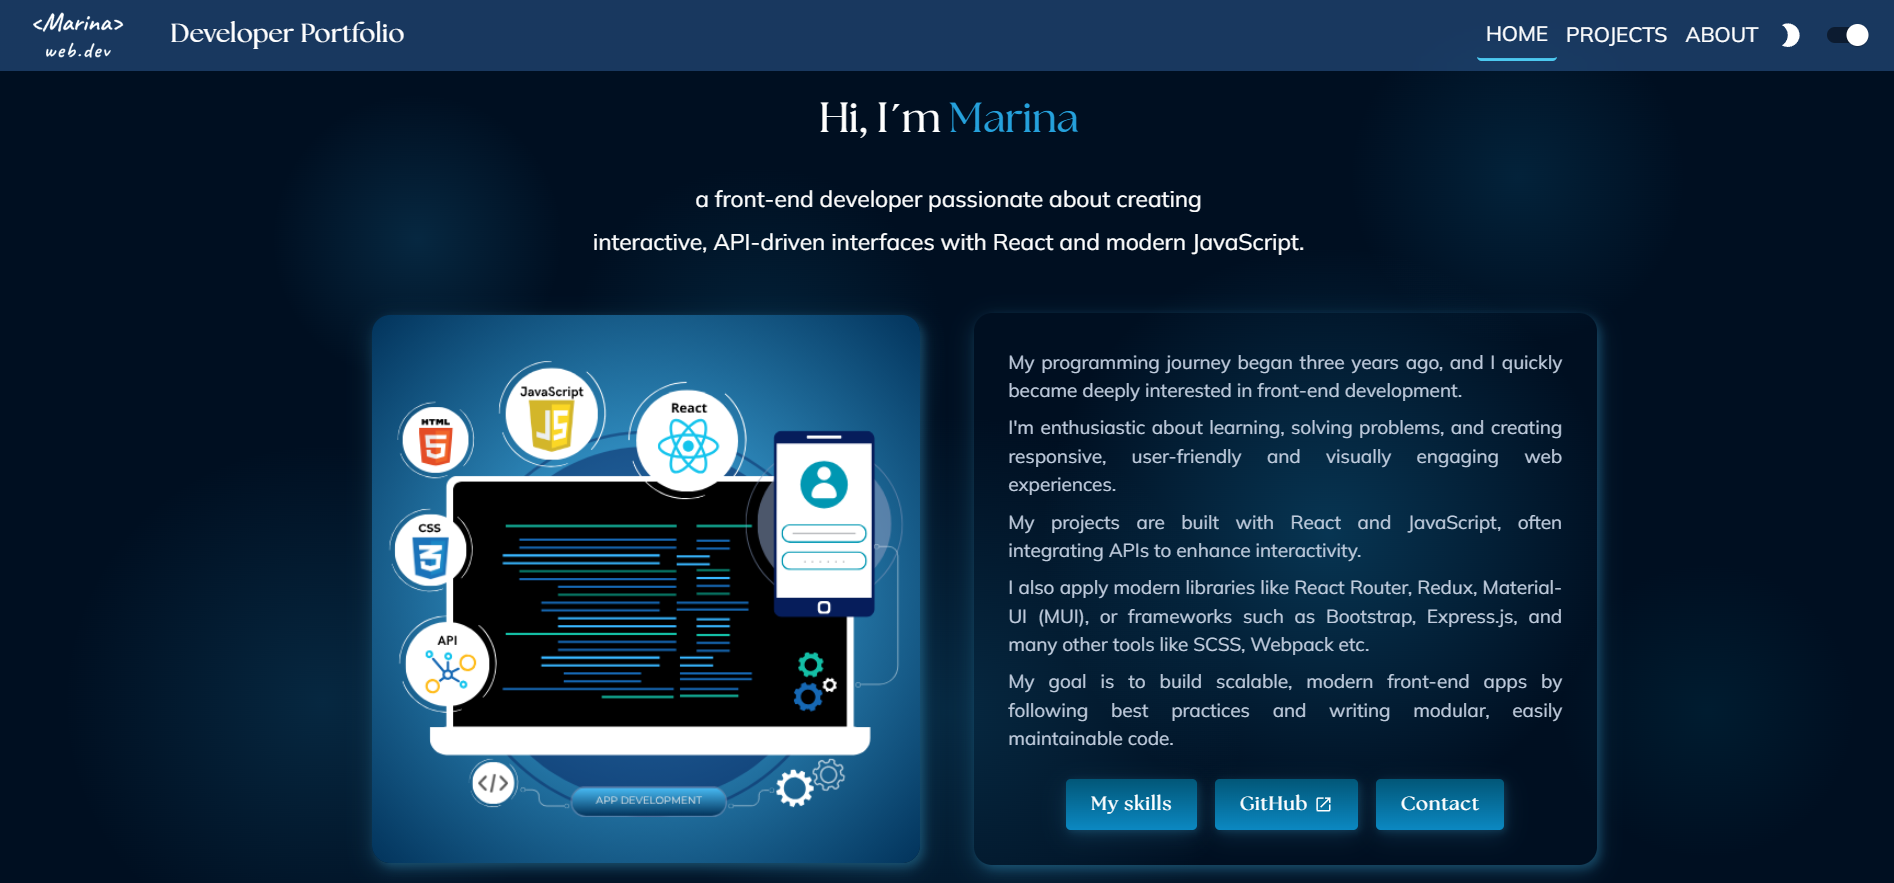 <Marina>
web.dev
Developer Portfolio
HOME PROJECTS ABOUT
Hi, I´m Marina
a front-end developer passionate about creating
interactive, API-driven interfaces with React and modern JavaScript.
JavaScript
React
HTML
5
JS
CSS
3
API
</>
APP DEVELOPMENT
My programming journey began three years ago, and I quickly
became deeply interested in front-end development.
I'm enthusiastic about learning, solving problems, and creating
responsive, user-friendly and visually engaging web
experiences.
My projects are built with React and JavaScript, often
integrating APIs to enhance interactivity.
I also apply modern libraries like React Router, Redux, Material-
UI (MUI), or frameworks such as Bootstrap, Express.js, and
many other tools like SCSS, Webpack etc.
My goal is to build scalable, modern front-end apps by
following best practices and writing modular, easily
maintainable code.
My skills
GitHub
Contact